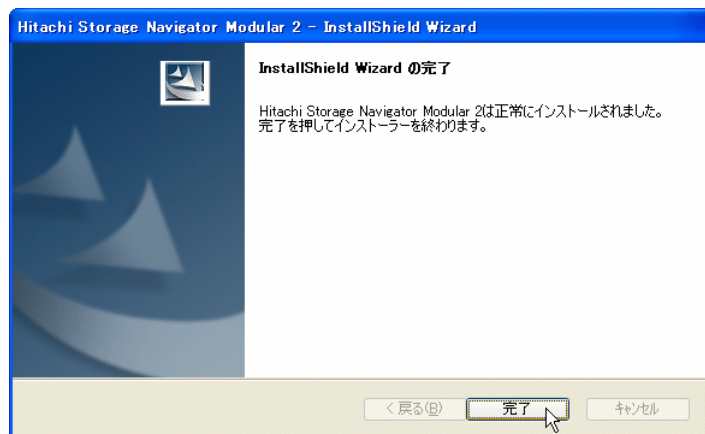 Hitachi Storage Navigator Modular 2 - InstallShield Wizard
InstallShield Wizard の完了
Hitachi Storage Navigator Modular 2は正常にインストールされました。
完了を押してインストーラーを終わります。
< 戻る(B) 完了 キャンセル